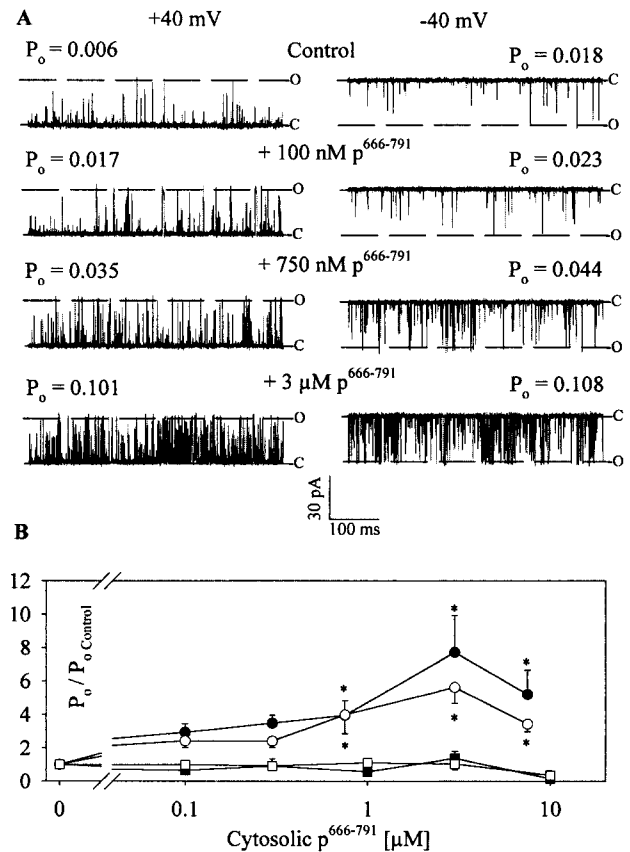 A
+40 mV -40 mV
Pₒ = 0.006 Control Pₒ = 0.018
O C
C O
+ 100 nM p⁶⁶⁶⁻⁷⁹¹
Pₒ = 0.017 Pₒ = 0.023
O C
C O
+ 750 nM p⁶⁶⁶⁻⁷⁹¹
Pₒ = 0.035 Pₒ = 0.044
O C
C O
+ 3 µM p⁶⁶⁶⁻⁷⁹¹
Pₒ = 0.101 Pₒ = 0.108
O C
C O
30 pA
100 ms
B
Pₒ / Pₒ Control
12
10
8
6
4
2
0
* * * * * *
0 0.1 1 10
Cytosolic p⁶⁶⁶⁻⁷⁹¹ [µM]